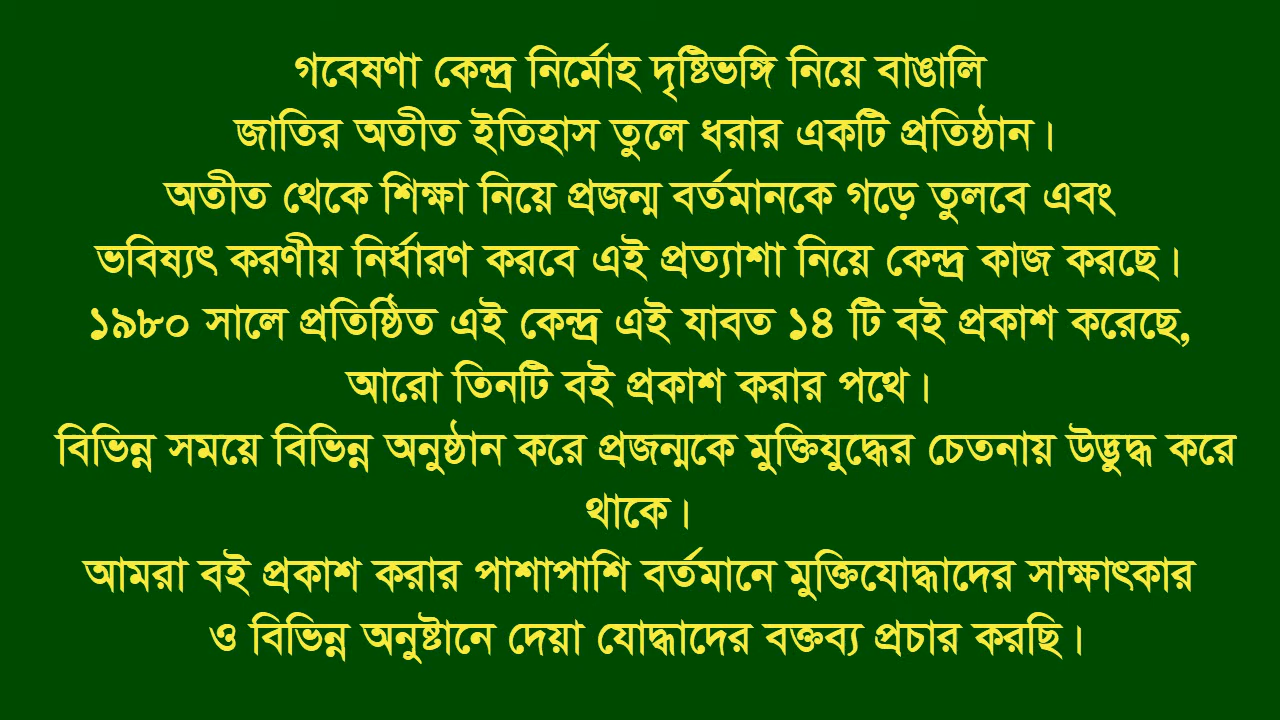 গবেষণা কেন্দ্র নির্মোহ দৃষ্টিভঙ্গি নিয়ে বাঙালি
জাতির অতীত ইতিহাস তুলে ধরার একটি প্রতিষ্ঠান।
অতীত থেকে শিক্ষা নিয়ে প্রজন্ম বর্তমানকে গড়ে তুলবে এবং
ভবিষ্যৎ করণীয় নির্ধারণ করবে এই প্রত্যাশা নিয়ে কেন্দ্র কাজ করছে।
১৯৮০ সালে প্রতিষ্ঠিত এই কেন্দ্র এই যাবত ১৪ টি বই প্রকাশ করেছে,
আরো তিনটি বই প্রকাশ করার পথে।
বিভিন্ন সময়ে বিভিন্ন অনুষ্ঠান করে প্রজন্মকে মুক্তিযুদ্ধের চেতনায় উদ্ভুদ্ধ করে
থাকে।
আমরা বই প্রকাশ করার পাশাপাশি বর্তমানে মুক্তিযোদ্ধাদের সাক্ষাৎকার
ও বিভিন্ন অনুষ্টানে দেয়া যোদ্ধাদের বক্তব্য প্রচার করছি।